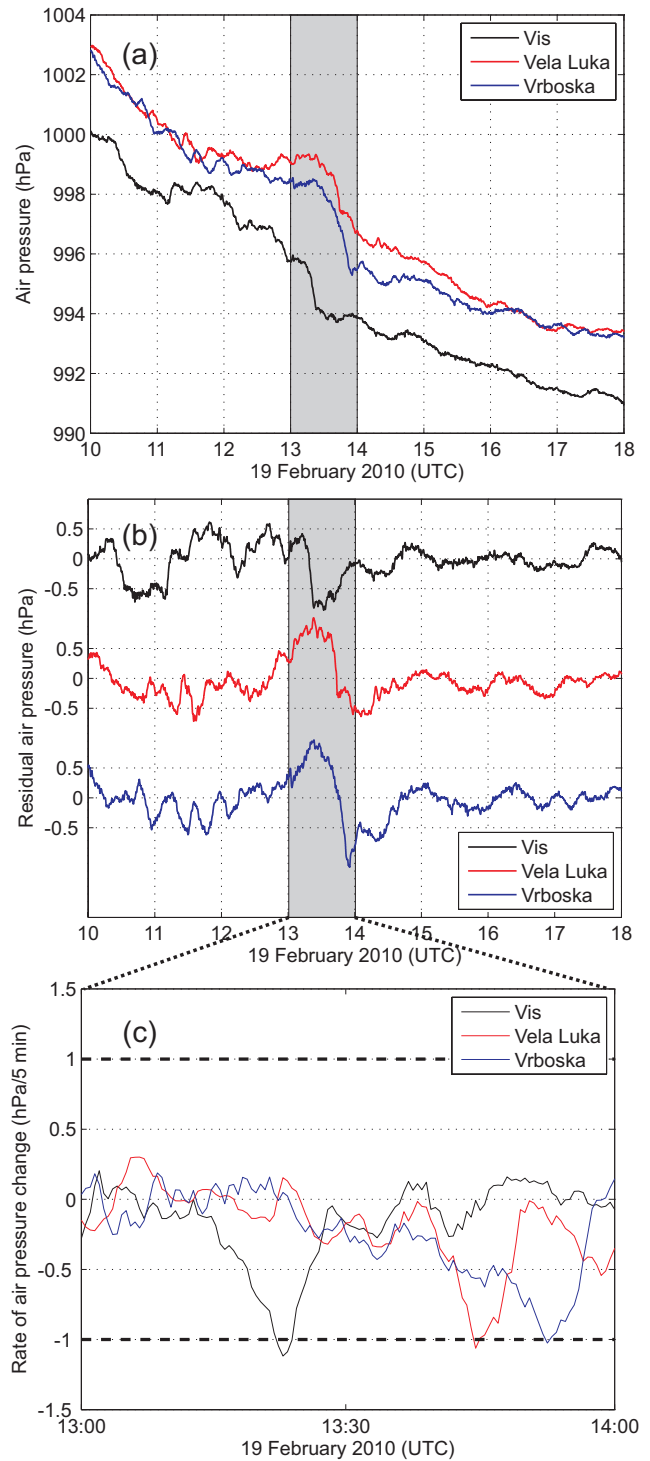 1004
1002
1000
998
996
994
992
990
Air pressure (hPa)
(a)
Vis
Vela Luka
Vrboska
10 11 12 13 14 15 16 17 18
19 February 2010 (UTC)
(b)
0.5
0
-0.5
0.5
0
-0.5
0.5
0
-0.5
Residual air pressure (hPa)
Vis
Vela Luka
Vrboska
10 11 12 13 14 15 16 17 18
19 February 2010 (UTC)
1.5
1
0.5
0
-0.5
-1
-1.5
Rate of air pressure change (hPa/5 min)
(c)
Vis
Vela Luka
Vrboska
13:00 13:30 14:00
19 February 2010 (UTC)